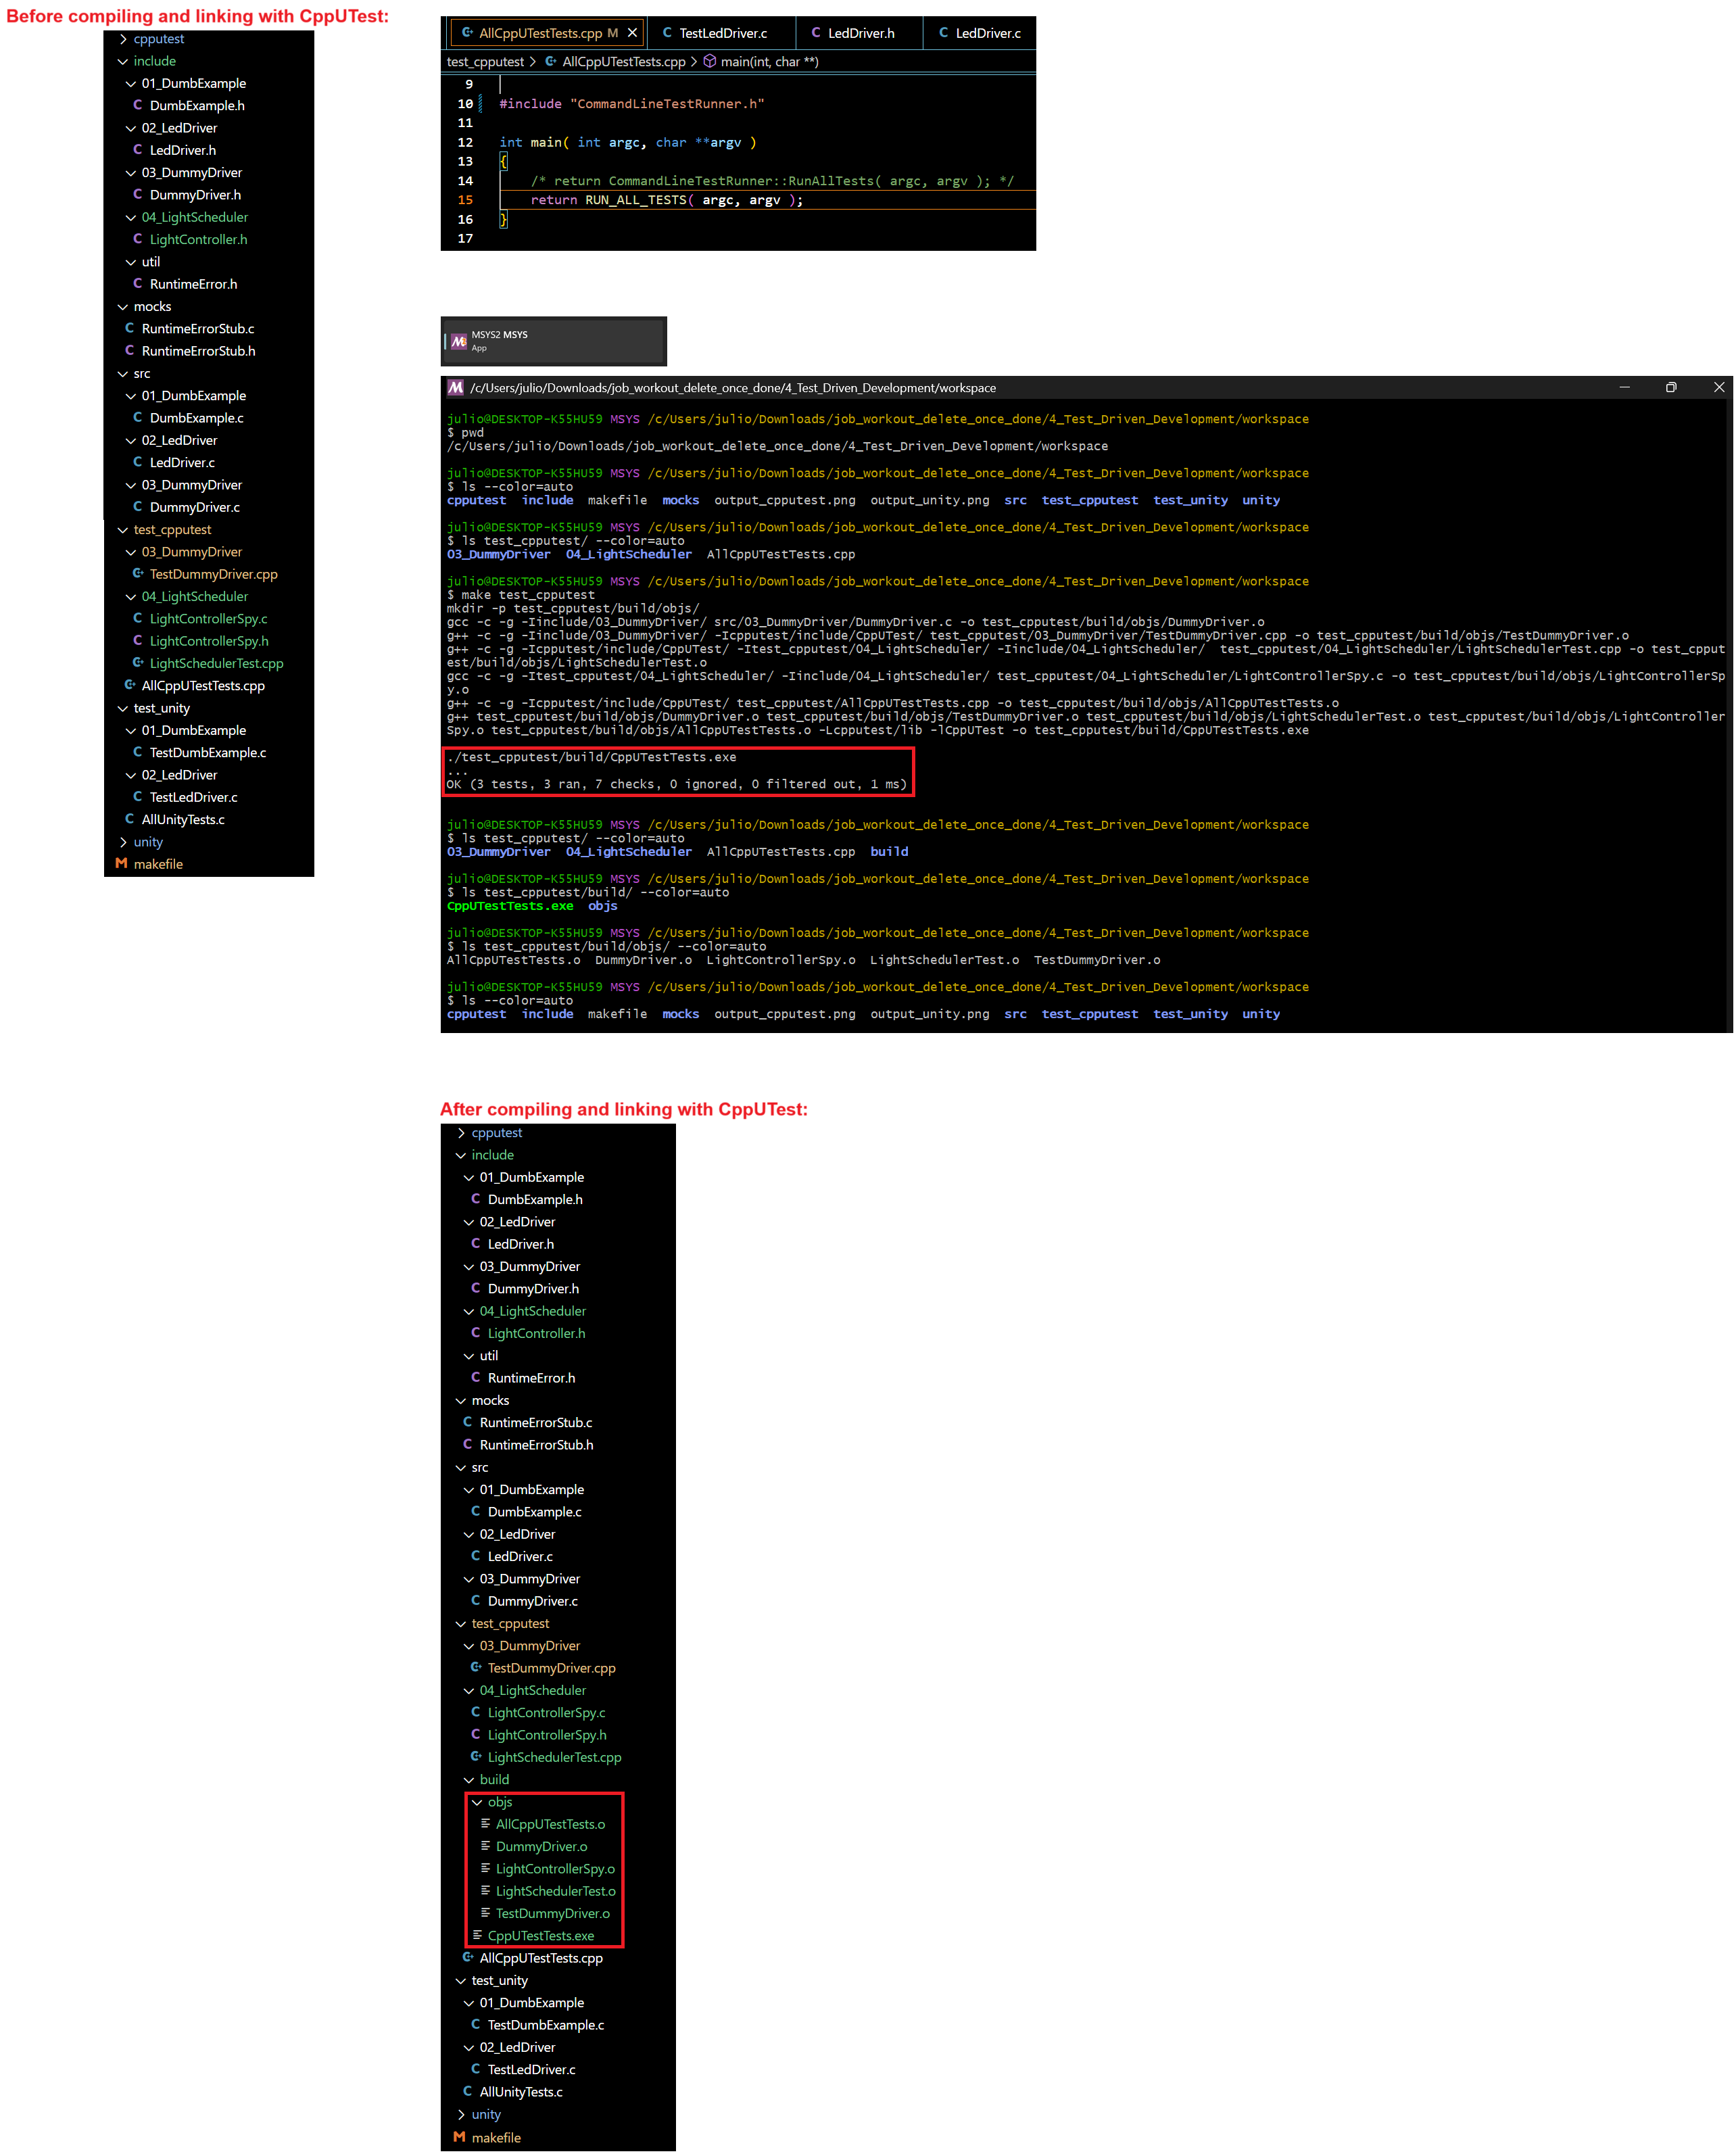 Before compiling and linking with CppUTest:
cpputest
include
01_DumbExample
C DumbExample.h
02_LedDriver
C LedDriver.h
03_DummyDriver
C DummyDriver.h
04_LightScheduler
C LightController.h
util
C RuntimeError.h
mocks
C RuntimeErrorStub.c
C RuntimeErrorStub.h
src
01_DumbExample
C DumbExample.c
02_LedDriver
C LedDriver.c
03_DummyDriver
C DummyDriver.c
test_cpputest
03_DummyDriver
TestDummyDriver.cpp
04_LightScheduler
C LightControllerSpy.c
C LightControllerSpy.h
LightSchedulerTest.cpp
AllCppUTestTests.cpp
test_unity
01_DumbExample
C TestDumbExample.c
02_LedDriver
C TestLedDriver.c
C AllUnityTests.c
unity
M makefile
AllCppUTestTests.cpp M C TestLedDriver.c C LedDriver.h C LedDriver.c
test_cpputest > AllCppUTestTests.cpp > main(int, char **)
9
10 #include "CommandLineTestRunner.h"
11
12 int main( int argc, char **argv )
13 {
14 /* return CommandLineTestRunner::RunAllTests( argc, argv ); */
15 return RUN_ALL_TESTS( argc, argv );
16 }
17
MSYS2 MSYS
App
/c/Users/julio/Downloads/job_workout_delete_once_done/4_Test_Driven_Development/workspace
julio@DESKTOP-K55HU59 MSYS /c/Users/julio/Downloads/job_workout_delete_once_done/4_Test_Driven_Development/workspace
$ pwd
/c/Users/julio/Downloads/job_workout_delete_once_done/4_Test_Driven_Development/workspace
julio@DESKTOP-K55HU59 MSYS /c/Users/julio/Downloads/job_workout_delete_once_done/4_Test_Driven_Development/workspace
$ ls --color=auto
cpputest include makefile mocks output_cpputest.png output_unity.png src test_cpputest test_unity unity
julio@DESKTOP-K55HU59 MSYS /c/Users/julio/Downloads/job_workout_delete_once_done/4_Test_Driven_Development/workspace
$ ls test_cpputest/ --color=auto
03_DummyDriver 04_LightScheduler AllCppUTestTests.cpp
julio@DESKTOP-K55HU59 MSYS /c/Users/julio/Downloads/job_workout_delete_once_done/4_Test_Driven_Development/workspace
$ make test_cpputest
mkdir -p test_cpputest/build/objs/
gcc -c -g -Iinclude/03_DummyDriver/ src/03_DummyDriver/DummyDriver.c -o test_cpputest/build/objs/DummyDriver.o
g++ -c -g -Iinclude/03_DummyDriver/ -Icpputest/include/CppUTest/ test_cpputest/03_DummyDriver/TestDummyDriver.cpp -o test_cpputest/build/objs/TestDummyDriver.o
g++ -c -g -Icpputest/include/CppUTest/ -Itest_cpputest/04_LightScheduler/ -Iinclude/04_LightScheduler/  test_cpputest/04_LightScheduler/LightSchedulerTest.cpp -o test_cpput
est/build/objs/LightSchedulerTest.o
gcc -c -g -Itest_cpputest/04_LightScheduler/ -Iinclude/04_LightScheduler/ test_cpputest/04_LightScheduler/LightControllerSpy.c -o test_cpputest/build/objs/LightControllerSp
y.o
g++ -c -g -Icpputest/include/CppUTest/ test_cpputest/AllCppUTestTests.cpp -o test_cpputest/build/objs/AllCppUTestTests.o
g++ test_cpputest/build/objs/DummyDriver.o test_cpputest/build/objs/TestDummyDriver.o test_cpputest/build/objs/LightSchedulerTest.o test_cpputest/build/objs/LightController
Spy.o test_cpputest/build/objs/AllCppUTestTests.o -Lcpputest/lib -lCppUTest -o test_cpputest/build/CppUTestTests.exe
./test_cpputest/build/CppUTestTests.exe
...
OK (3 tests, 3 ran, 7 checks, 0 ignored, 0 filtered out, 1 ms)
julio@DESKTOP-K55HU59 MSYS /c/Users/julio/Downloads/job_workout_delete_once_done/4_Test_Driven_Development/workspace
$ ls test_cpputest/ --color=auto
03_DummyDriver 04_LightScheduler AllCppUTestTests.cpp build
julio@DESKTOP-K55HU59 MSYS /c/Users/julio/Downloads/job_workout_delete_once_done/4_Test_Driven_Development/workspace
$ ls test_cpputest/build/ --color=auto
CppUTestTests.exe objs
julio@DESKTOP-K55HU59 MSYS /c/Users/julio/Downloads/job_workout_delete_once_done/4_Test_Driven_Development/workspace
$ ls test_cpputest/build/objs/ --color=auto
AllCppUTestTests.o DummyDriver.o LightControllerSpy.o LightSchedulerTest.o TestDummyDriver.o
julio@DESKTOP-K55HU59 MSYS /c/Users/julio/Downloads/job_workout_delete_once_done/4_Test_Driven_Development/workspace
$ ls --color=auto
cpputest include makefile mocks output_cpputest.png output_unity.png src test_cpputest test_unity unity
After compiling and linking with CppUTest:
cpputest
include
01_DumbExample
C DumbExample.h
02_LedDriver
C LedDriver.h
03_DummyDriver
C DummyDriver.h
04_LightScheduler
C LightController.h
util
C RuntimeError.h
mocks
C RuntimeErrorStub.c
C RuntimeErrorStub.h
src
01_DumbExample
C DumbExample.c
02_LedDriver
C LedDriver.c
03_DummyDriver
C DummyDriver.c
test_cpputest
03_DummyDriver
TestDummyDriver.cpp
04_LightScheduler
C LightControllerSpy.c
C LightControllerSpy.h
LightSchedulerTest.cpp
build
objs
AllCppUTestTests.o
DummyDriver.o
LightControllerSpy.o
LightSchedulerTest.o
TestDummyDriver.o
CppUTestTests.exe
AllCppUTestTests.cpp
test_unity
01_DumbExample
C TestDumbExample.c
02_LedDriver
C TestLedDriver.c
C AllUnityTests.c
unity
M makefile